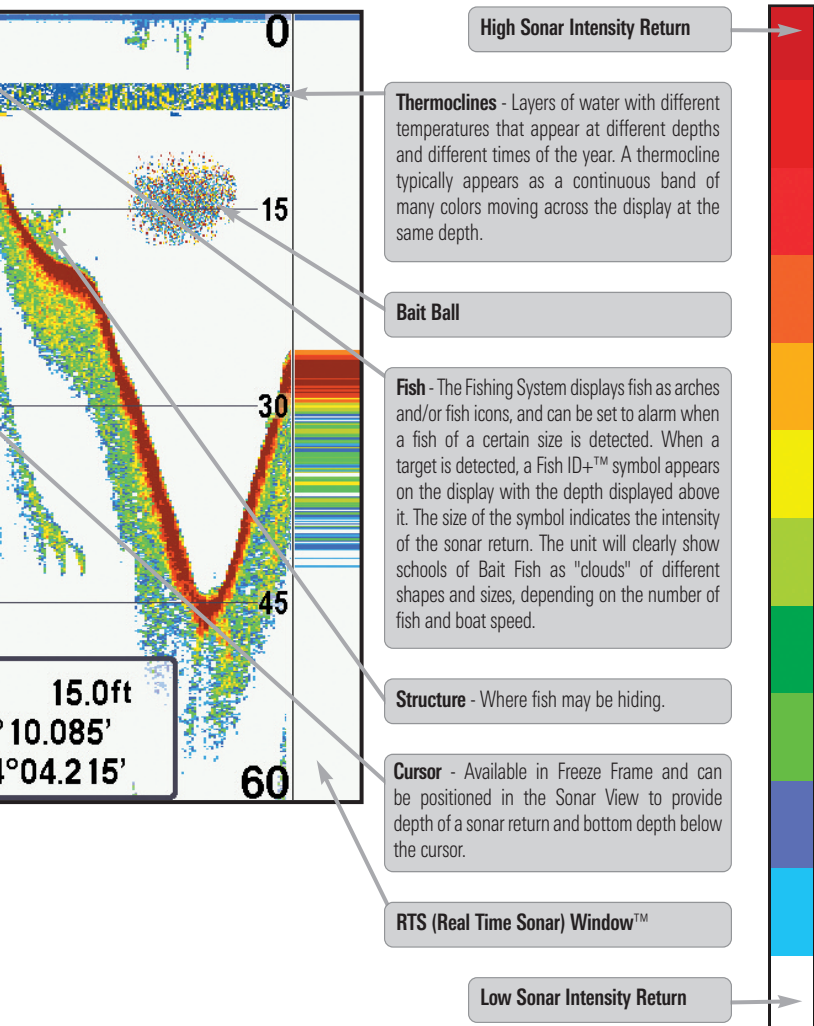 0
15
30
45
60
15.0ft
° 10.085'
4°04.215'
High Sonar Intensity Return
Thermoclines - Layers of water with different
temperatures that appear at different depths
and different times of the year. A thermocline
typically appears as a continuous band of
many colors moving across the display at the
same depth.
Bait Ball
Fish - The Fishing System displays fish as arches
and/or fish icons, and can be set to alarm when
a fish of a certain size is detected. When a
target is detected, a Fish ID+™ symbol appears
on the display with the depth displayed above
it. The size of the symbol indicates the intensity
of the sonar return. The unit will clearly show
schools of Bait Fish as "clouds" of different
shapes and sizes, depending on the number of
fish and boat speed.
Structure - Where fish may be hiding.
Cursor - Available in Freeze Frame and can
be positioned in the Sonar View to provide
depth of a sonar return and bottom depth below
the cursor.
RTS (Real Time Sonar) Window™
Low Sonar Intensity Return